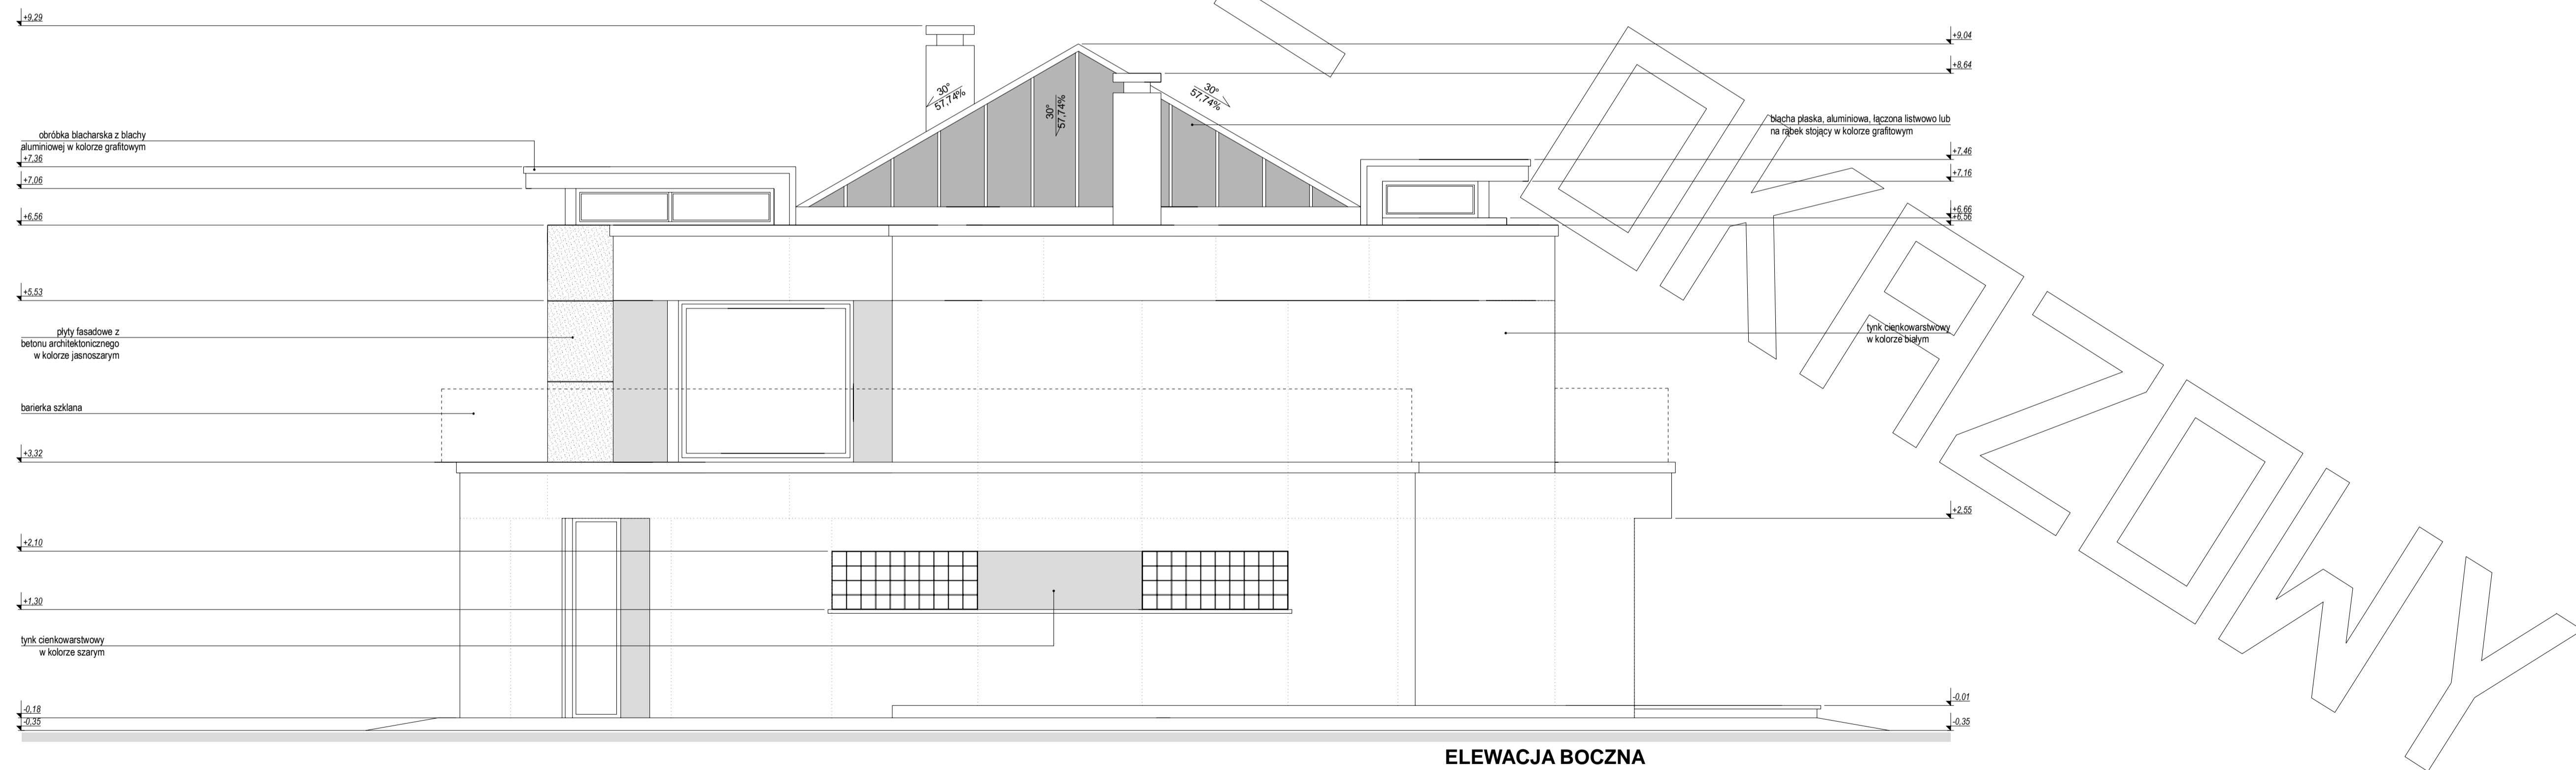 +9,29
+9,04
+8,64
30°
57,74%
30°
57,74%
30°
57,74%
obróbka blacharska z blachy
aluminiowej w kolorze grafitowym
blacha płaska, aluminiowa, łączona listwowo lub
na rąbek stojący w kolorze grafitowym
+7,36
+7,46
+7,06
+7,16
+6,56
+6,66
+6,56
+5,53
płyty fasadowe z
betonu architektonicznego
w kolorze jasnoszarym
tynk cienkowarstwowy
w kolorze białym
barierka szklana
+3,32
+2,55
+2,10
+1,30
tynk cienkowarstwowy
w kolorze szarym
-0,18
-0,35
-0,01
-0,35
ELEWACJA BOCZNA
OKAZOWY